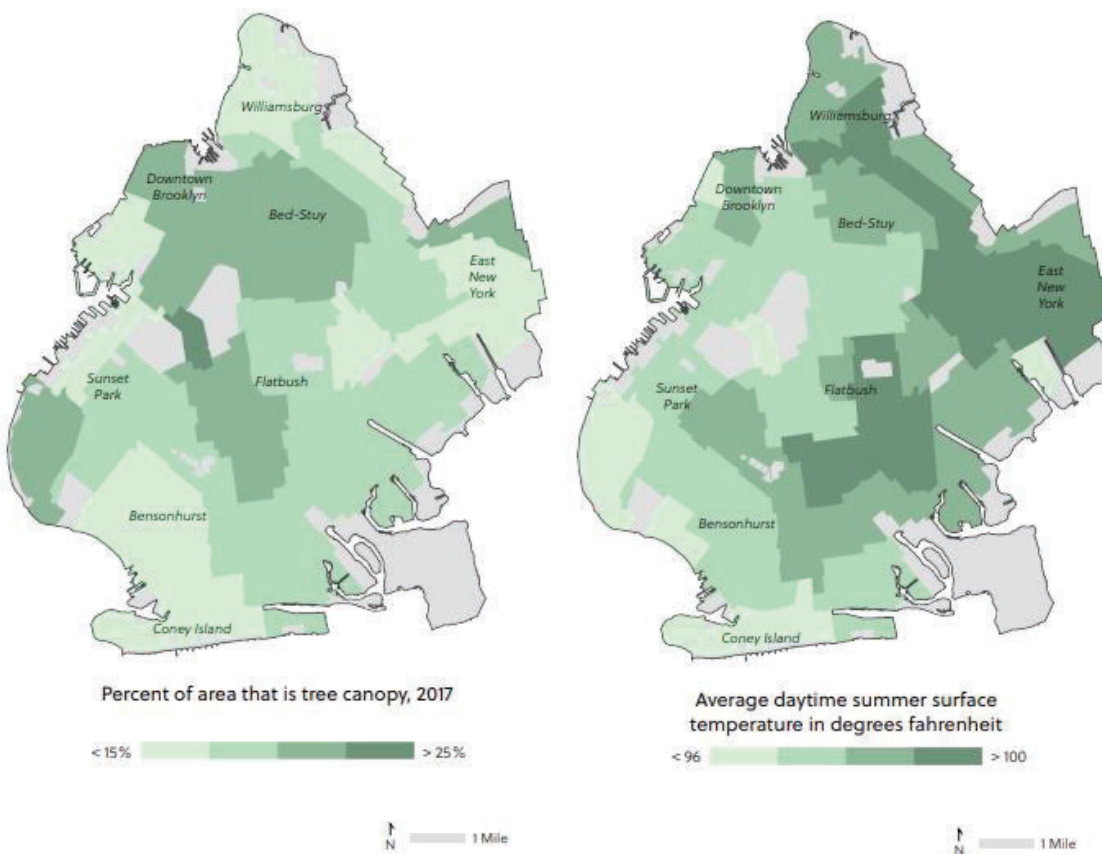 Williamsburg
Downtown
Brooklyn
Bed-Stuy
East
New
York
Sunset
Park
Flatbush
Bensonhurst
Coney Island
Percent of area that is tree canopy, 2017
< 15%
> 25%
N
1 Mile
Williamsburg
Downtown
Brooklyn
Bed-Stuy
East
New
York
Sunset
Park
Flatbush
Bensonhurst
Coney Island
Average daytime summer surface
temperature in degrees fahrenheit
< 96
> 100
N
1 Mile